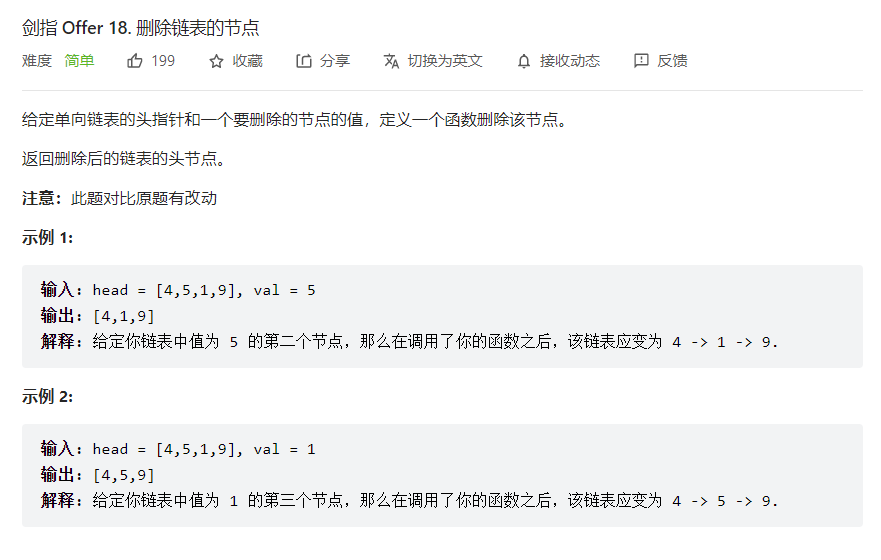 剑指 Offer 18. 删除链表的节点
难度 简单 199 收藏 分享 切换为英文 接收动态 反馈
给定单向链表的头指针和一个要删除的节点的值，定义一个函数删除该节点。
返回删除后的链表的头节点。
注意：此题对比原题有改动
示例 1:
输入：head = [4,5,1,9], val = 5
输出：[4,1,9]
解释：给定你链表中值为 5 的第二个节点，那么在调用了你的函数之后，该链表应变为 4 -> 1 -> 9.
示例 2:
输入：head = [4,5,1,9], val = 1
输出：[4,5,9]
解释：给定你链表中值为 1 的第三个节点，那么在调用了你的函数之后，该链表应变为 4 -> 5 -> 9.